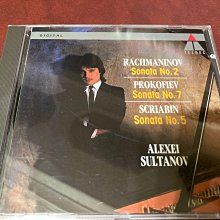 DIGITAL
TELDEC
RACHMANINOV
Sonata No.2
PROKOFIEV
Sonata No.7
SCRIABIN
Sonata No.5
ALEXEI
SULTANOV